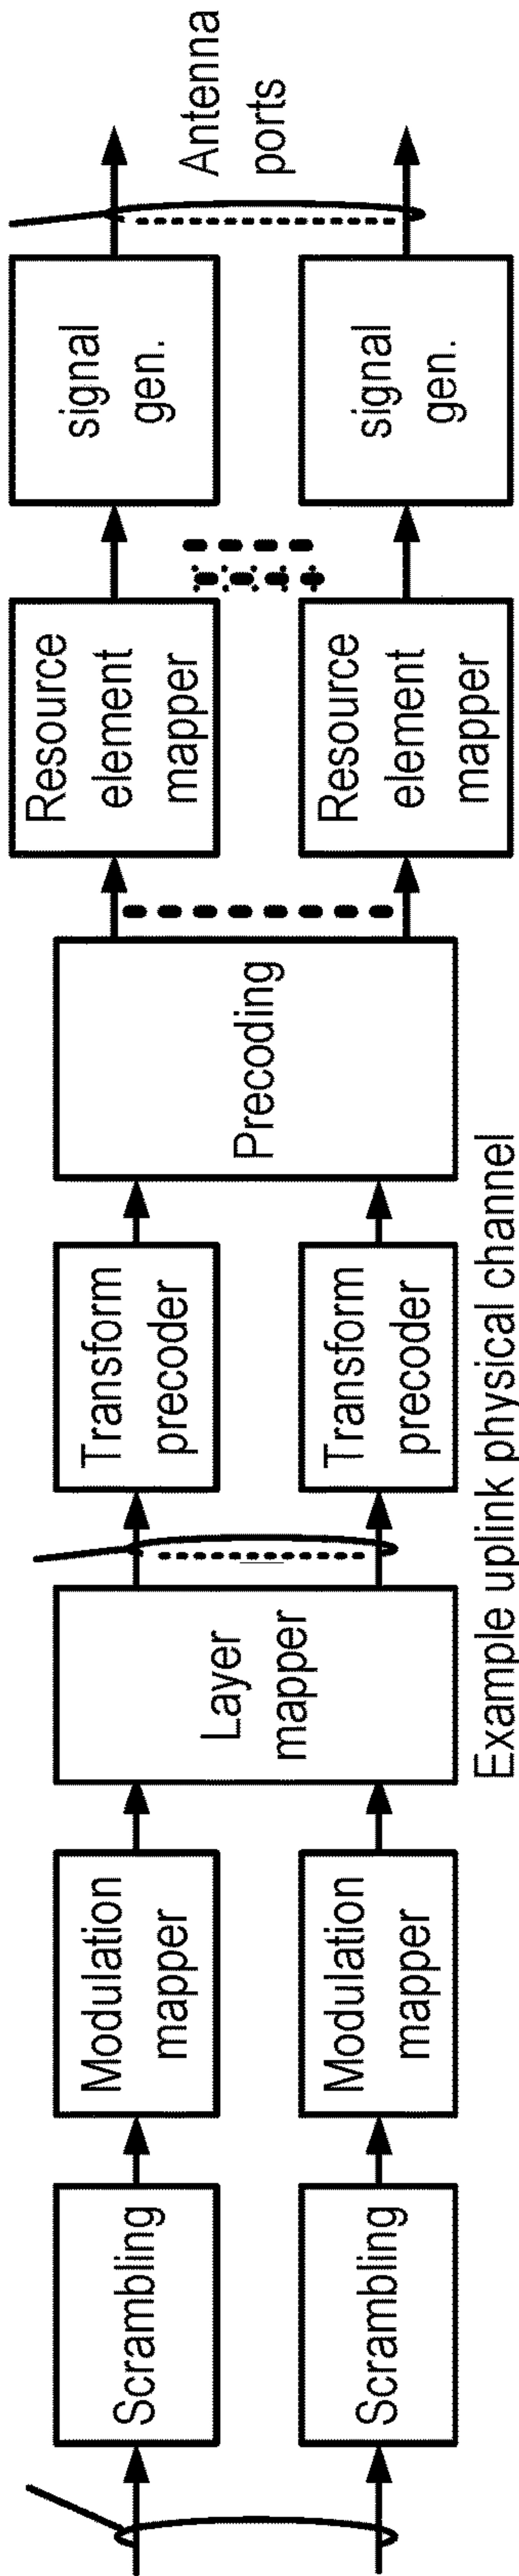 Scrambling
Scrambling
Modulation
mapper
Modulation
mapper
Layer
mapper
Transform
precoder
Transform
precoder
Precoding
Resource
element
mapper
Resource
element
mapper
signal
gen.
signal
gen.
Antenna
ports
Example uplink physical channel